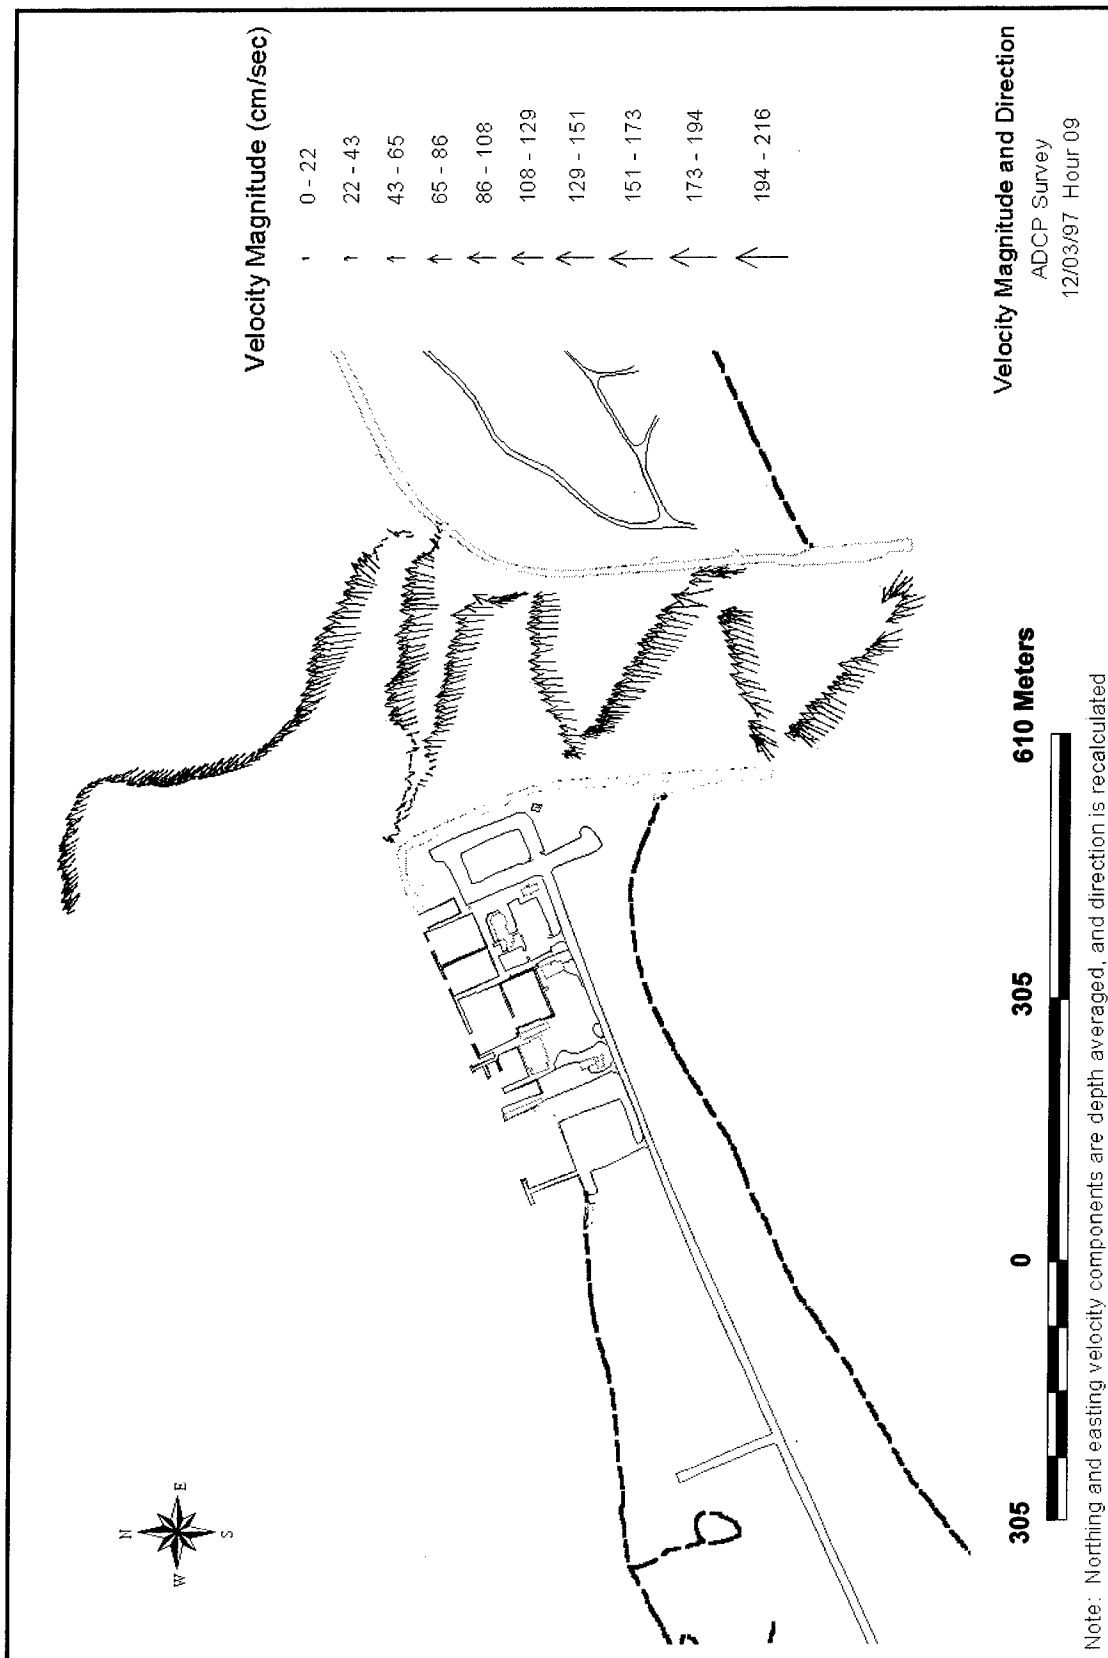 N
W
E
S
Velocity Magnitude (cm/sec)
0 - 22
22 - 43
43 - 65
65 - 86
86 - 108
108 - 129
129 - 151
151 - 173
173 - 194
194 - 216
Velocity Magnitude and Direction
ADCP Survey
12/03/97 Hour 09
305 0 305 610 Meters
Note: Northing and easting velocity components are depth averaged, and direction is recalculated